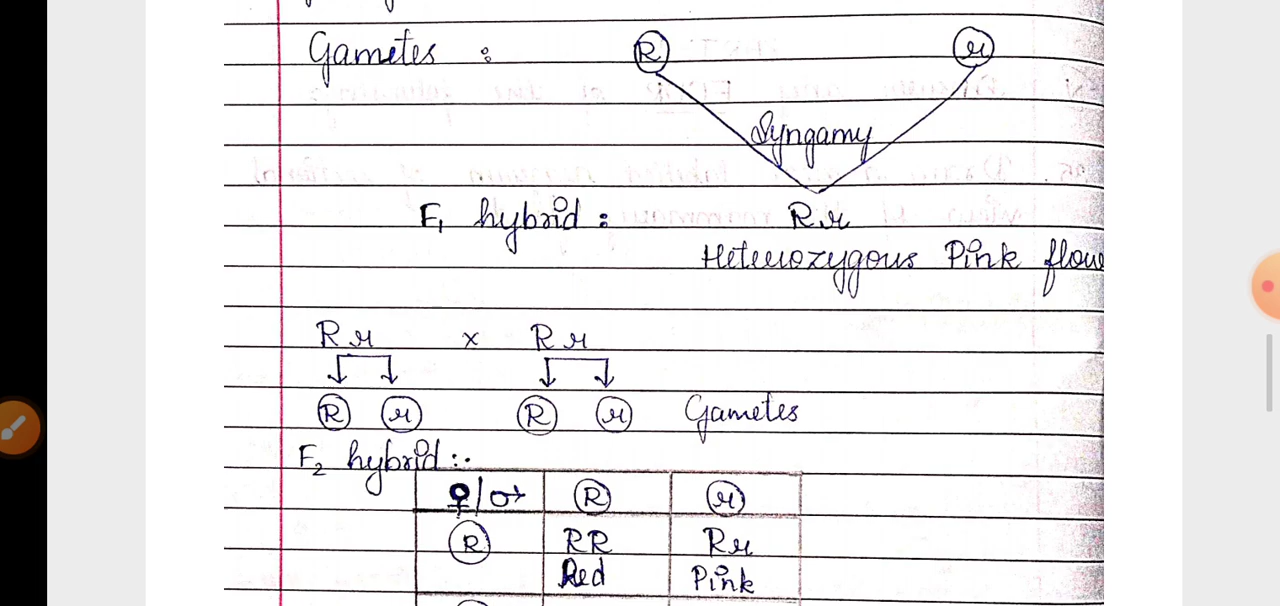 Gametes : R r
Syngamy
F1 hybrid : Rr
Heterozygous Pink flow
Rr x Rr
R r R r Gametes
F2 hybrid :.
♀/♂ R r
R RR Rr
Red Pink